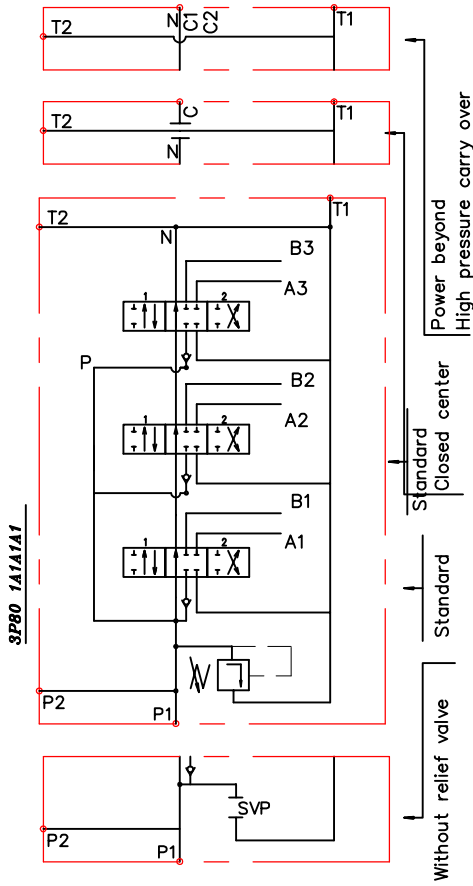 T2
N
C1
C2
T1
T2
N
C
T1
T2
N
T1
B3
A3
1
2
P
B2
A2
1
2
B1
A1
1
2
3P80 1A1A1A1
P2
P1
P2
P1
SVP
Power beyond
High pressure carry over
Standard
Closed center
Standard
Without relief valve